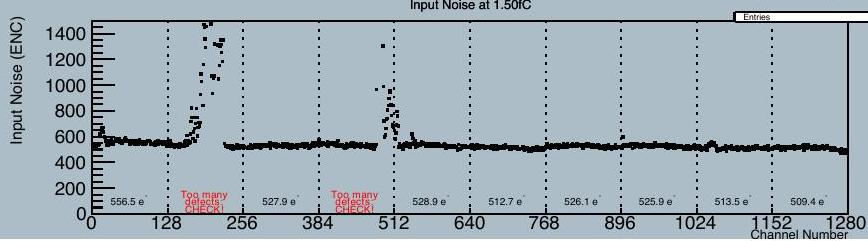 Input Noise at 1.50fC
Entries
Input Noise (ENC)
1400
1200
1000
800
600
400
200
0
556.5 e-
Too many
defects,
CHECK!
527.9 e-
Too many
defects,
CHECK!
528.9 e-
512.7 e-
526.1 e-
525.9 e-
513.5 e-
509.4 e-
0 128 256 384 512 640 768 896 1024 1152 1280
Channel Number